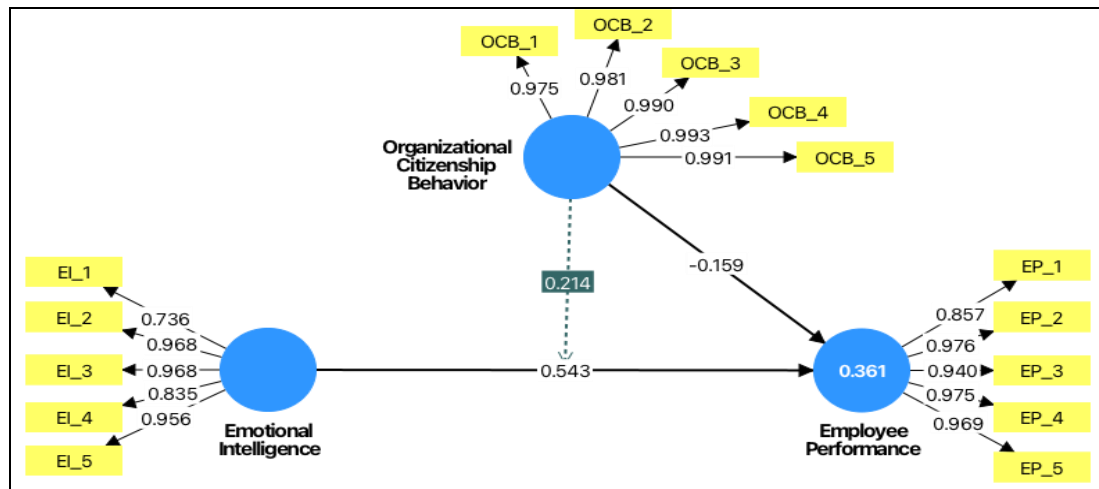 OCB_1
OCB_2
OCB_3
OCB_4
OCB_5
0.975
0.981
0.990
0.993
0.991
Organizational
Citizenship
Behavior
-0.159
0.214
EI_1
EI_2
EI_3
EI_4
EI_5
0.736
0.968
0.968
0.835
0.956
Emotional
Intelligence
0.543
0.361
Employee
Performance
0.857
0.976
0.940
0.975
0.969
EP_1
EP_2
EP_3
EP_4
EP_5